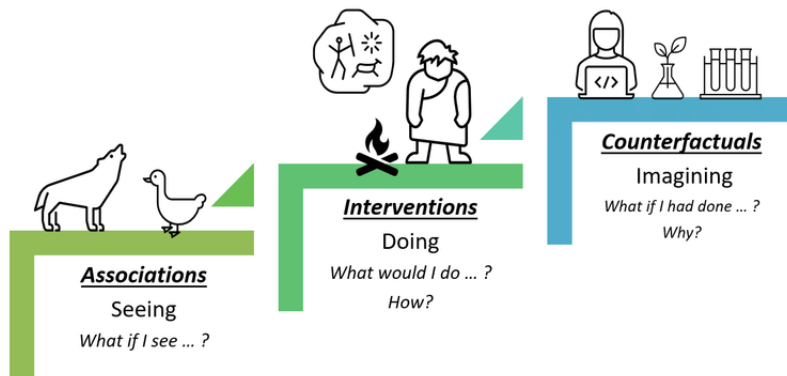 Associations
Seeing
What if I see ... ?
Interventions
Doing
What would I do ... ?
How?
</>
Counterfactuals
Imagining
What if I had done ... ?
Why?